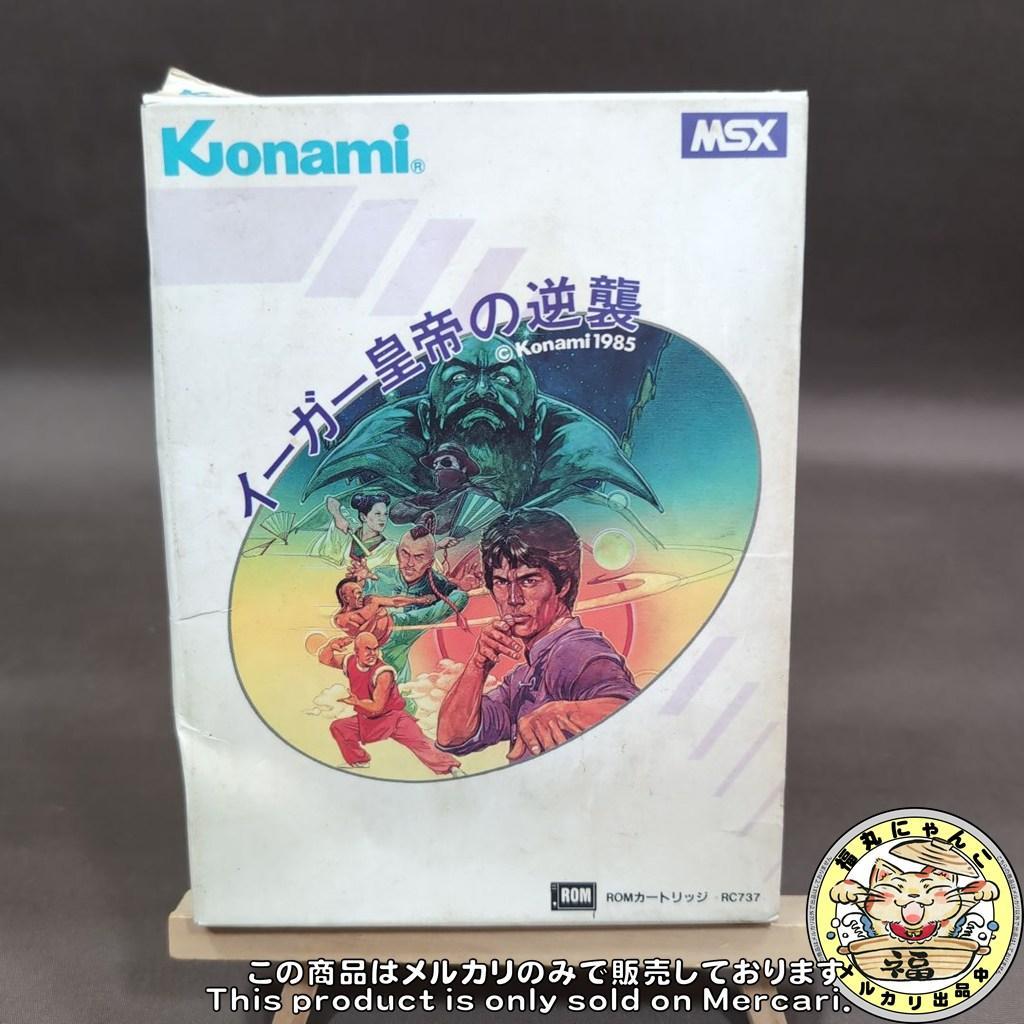 Konami®
MSX
イーガー皇帝の逆襲
©Konami 1985
ROM
ROMカートリッジ RC737
福丸にゃんこ
福
メルカリ出品中
この商品はメルカリのみで販売しております。
This product is only sold on Mercari.